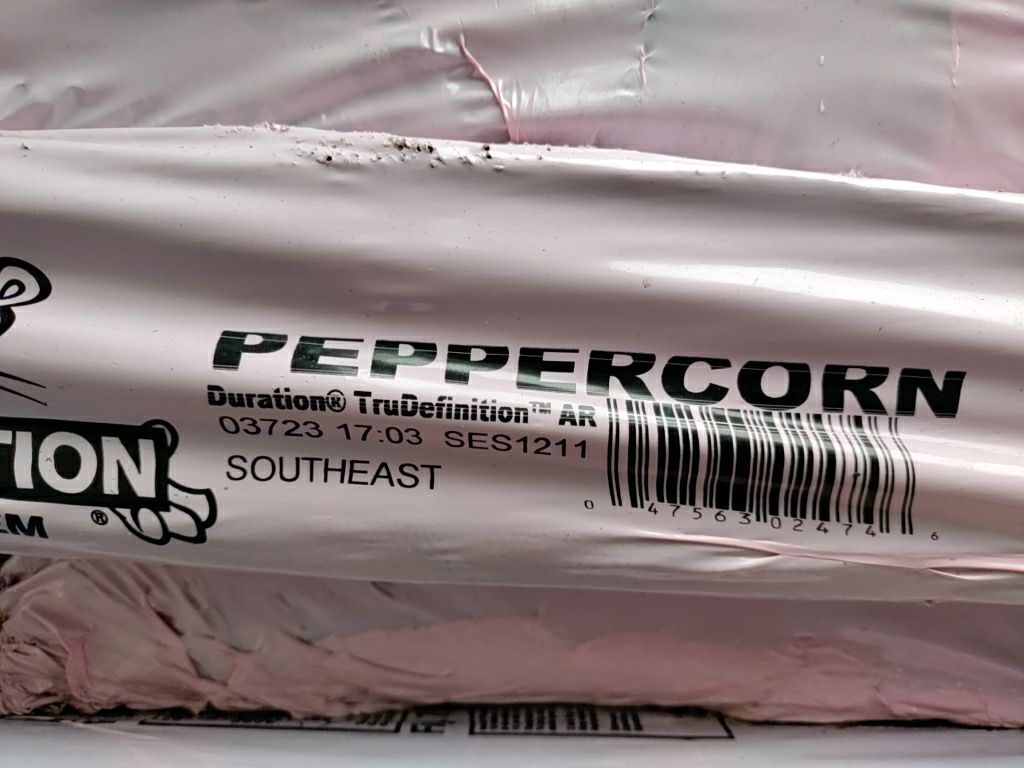 PEPPERCORN
Duration® TruDefinition™ AR
03723 17:03 SES1211
SOUTHEAST
0 47563 02474 6
TION
EM ®